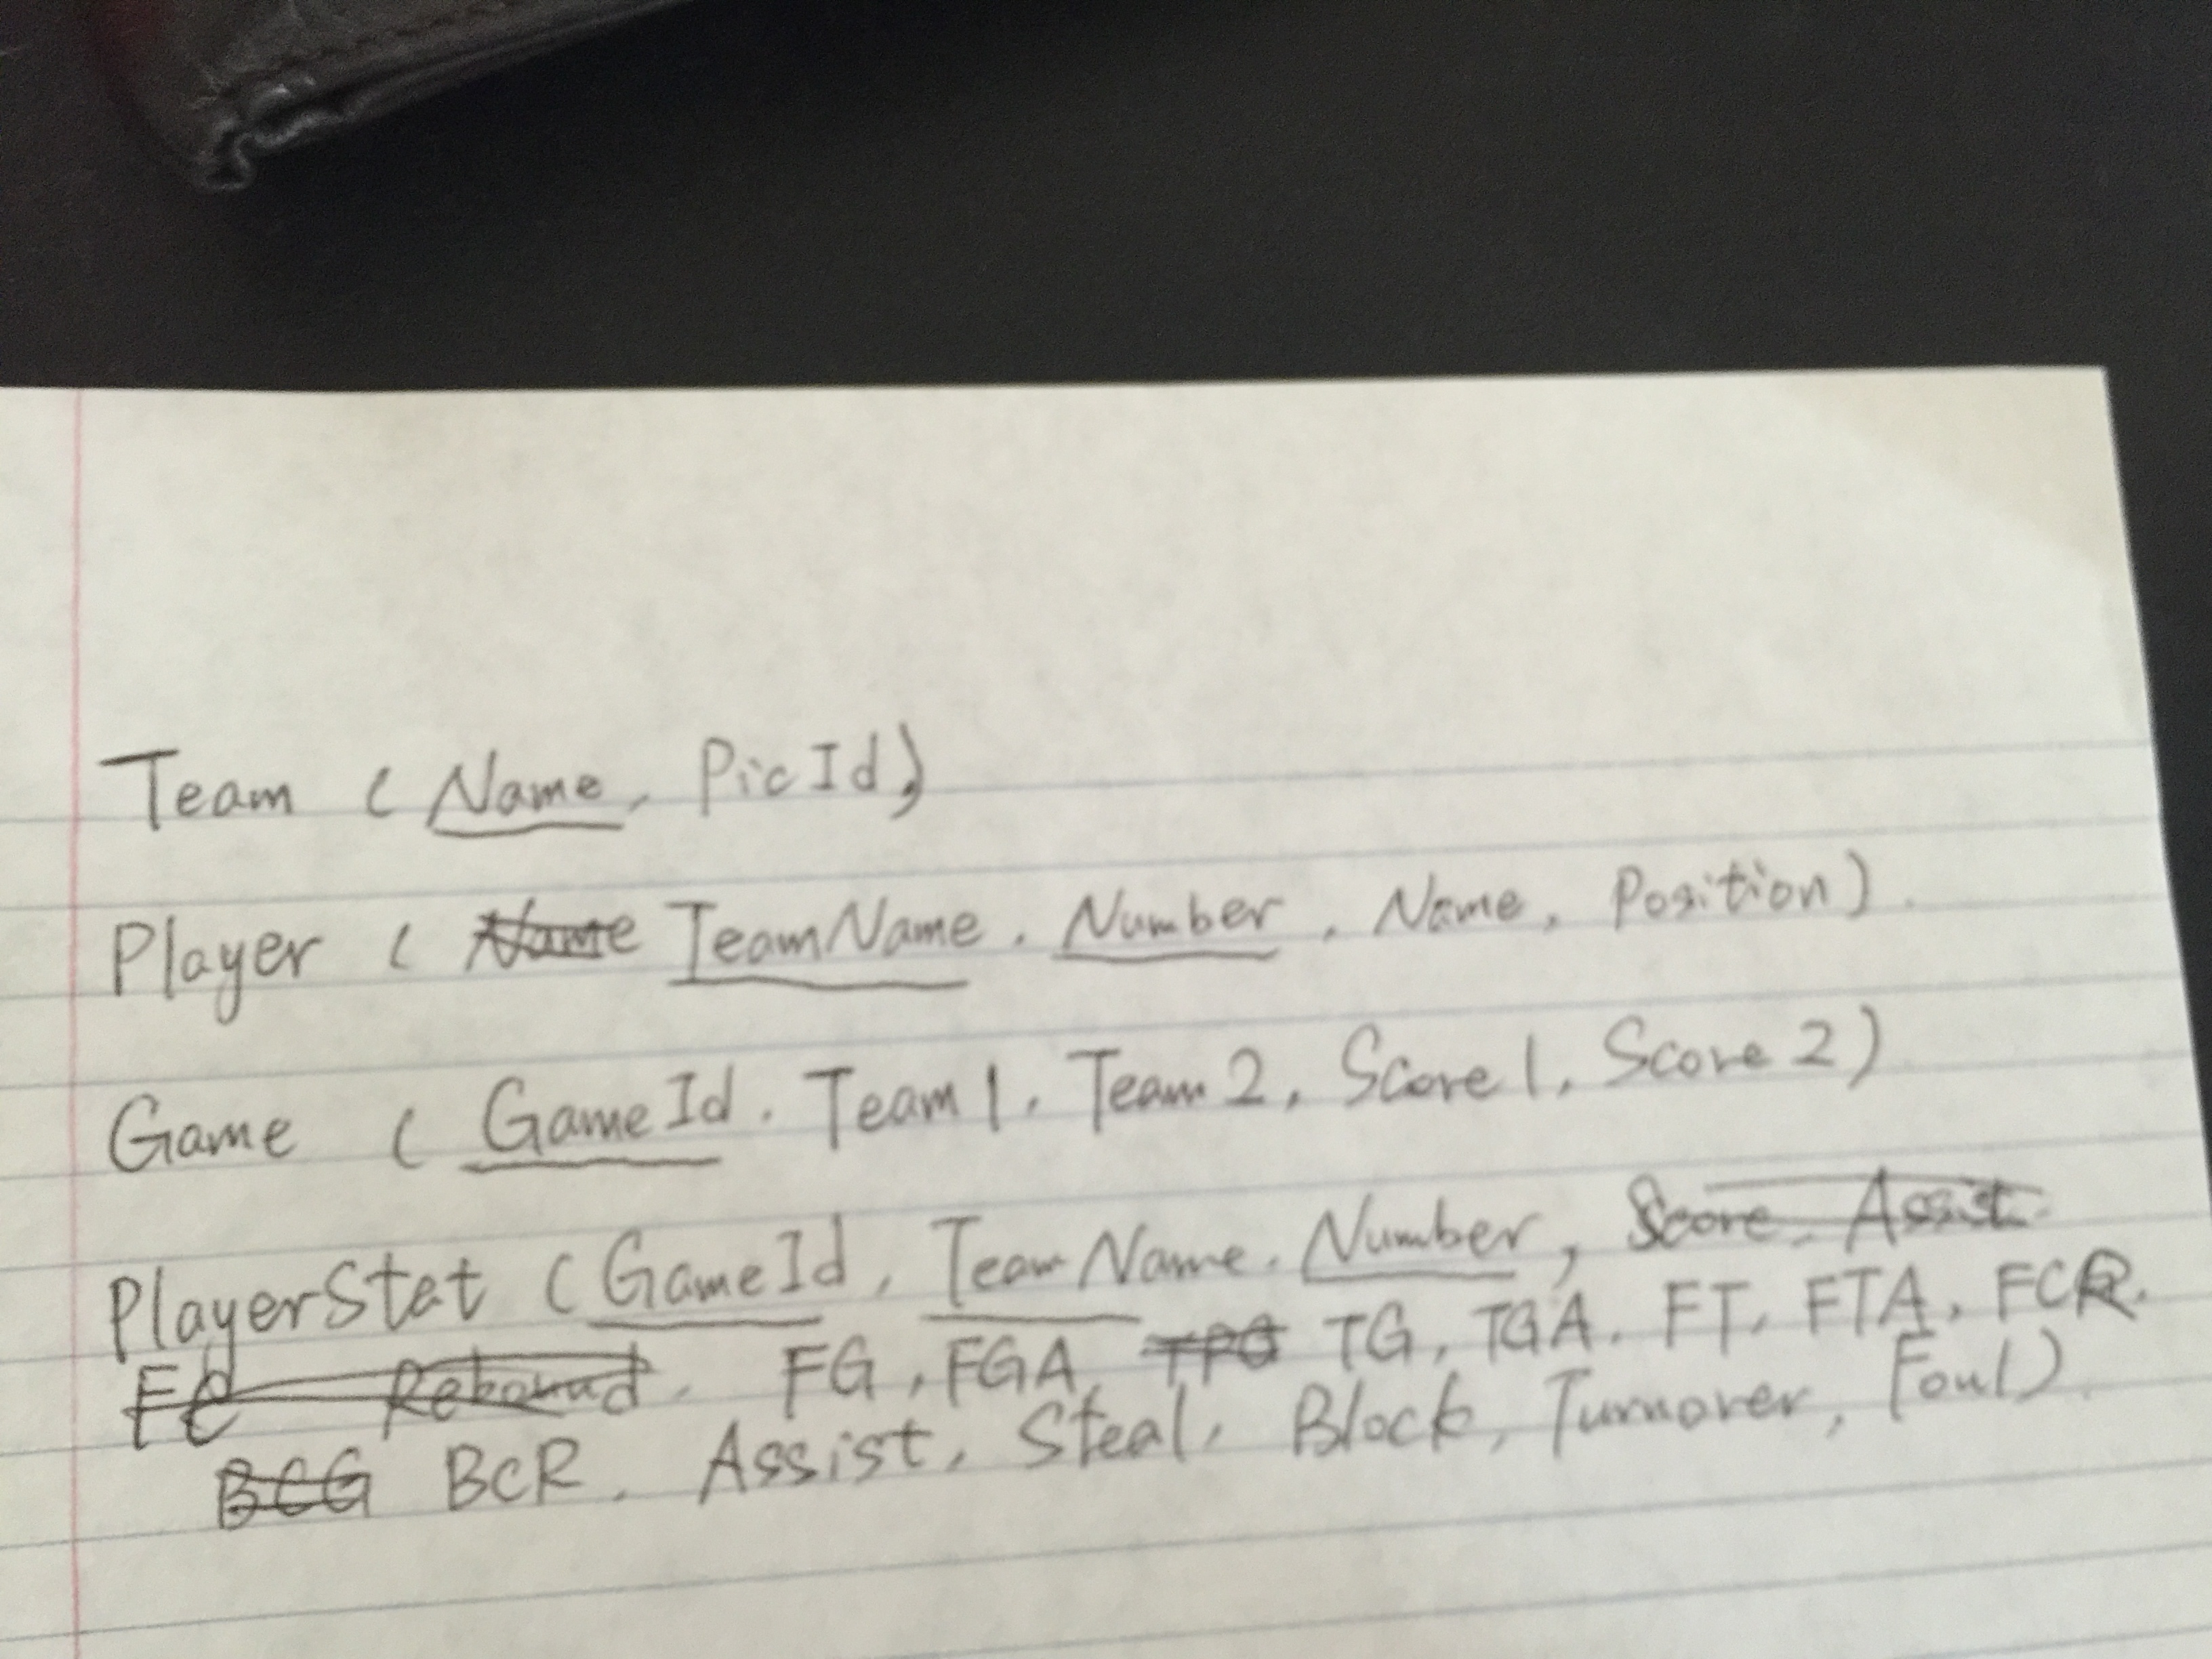 Team (Name, PicId)
Player (Name TeamName, Number, Name, Position).
Game (GameId, Team1, Team2, Score1, Score2)
PlayerStat (GameId, TeamName, Number, Score, Assist.
Rebound, FG, FGA TPG TG, TGA, FT, FTA, FCR.
BCG BCR, Assist, Steal, Block, Turnover, Foul)